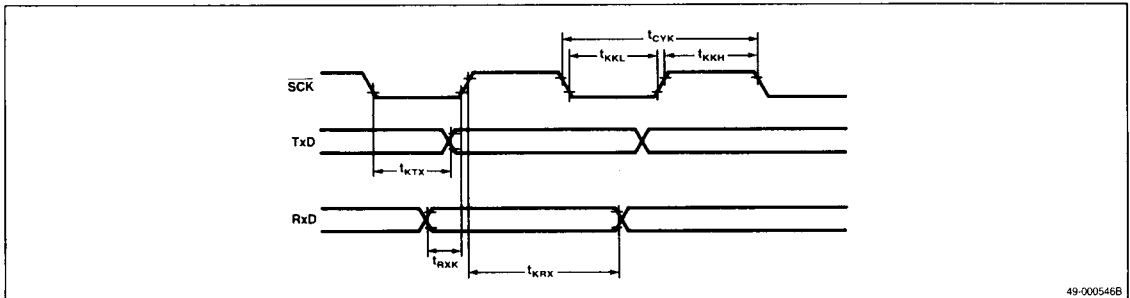 tCYK
tKKL
tKKH
SCK
TxD
tKTX
RxD
tRXK
tKRX
49-000546B